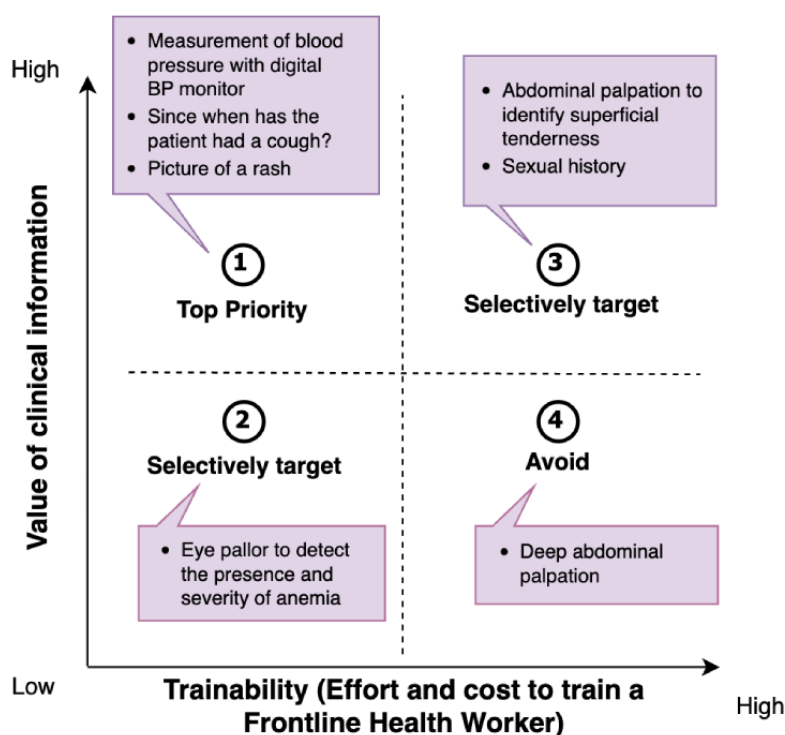 High
• Measurement of blood
pressure with digital
BP monitor
• Since when has the
patient had a cough?
• Picture of a rash
• Abdominal palpation to
identify superficial
tenderness
• Sexual history
1
Top Priority
3
Selectively target
Value of clinical information
2
Selectively target
4
Avoid
• Eye pallor to detect
the presence and
severity of anemia
• Deep abdominal
palpation
Low
Trainability (Effort and cost to train a
Frontline Health Worker)
High